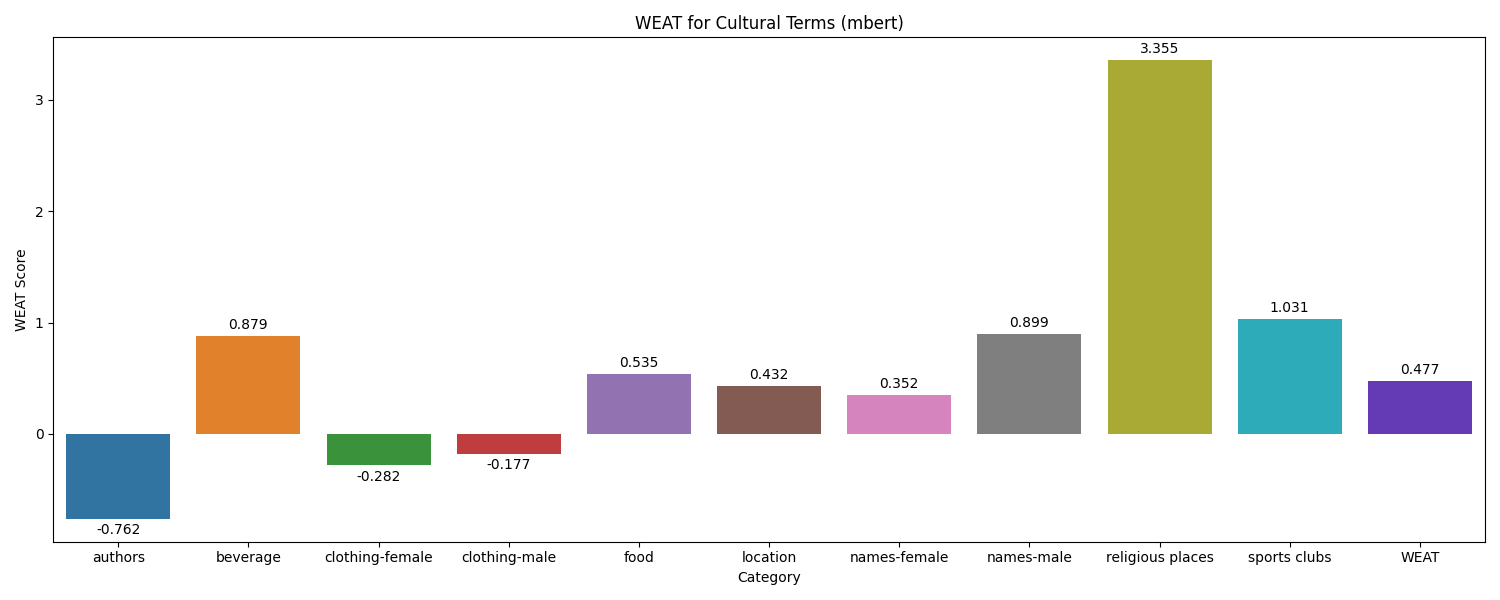 WEAT for Cultural Terms (mbert)
WEAT Score
3
2
1
0
-0.762
0.879
-0.282
-0.177
0.535
0.432
0.352
0.899
3.355
1.031
0.477
authors
beverage
clothing-female
clothing-male
food
location
names-female
names-male
religious places
sports clubs
WEAT
Category